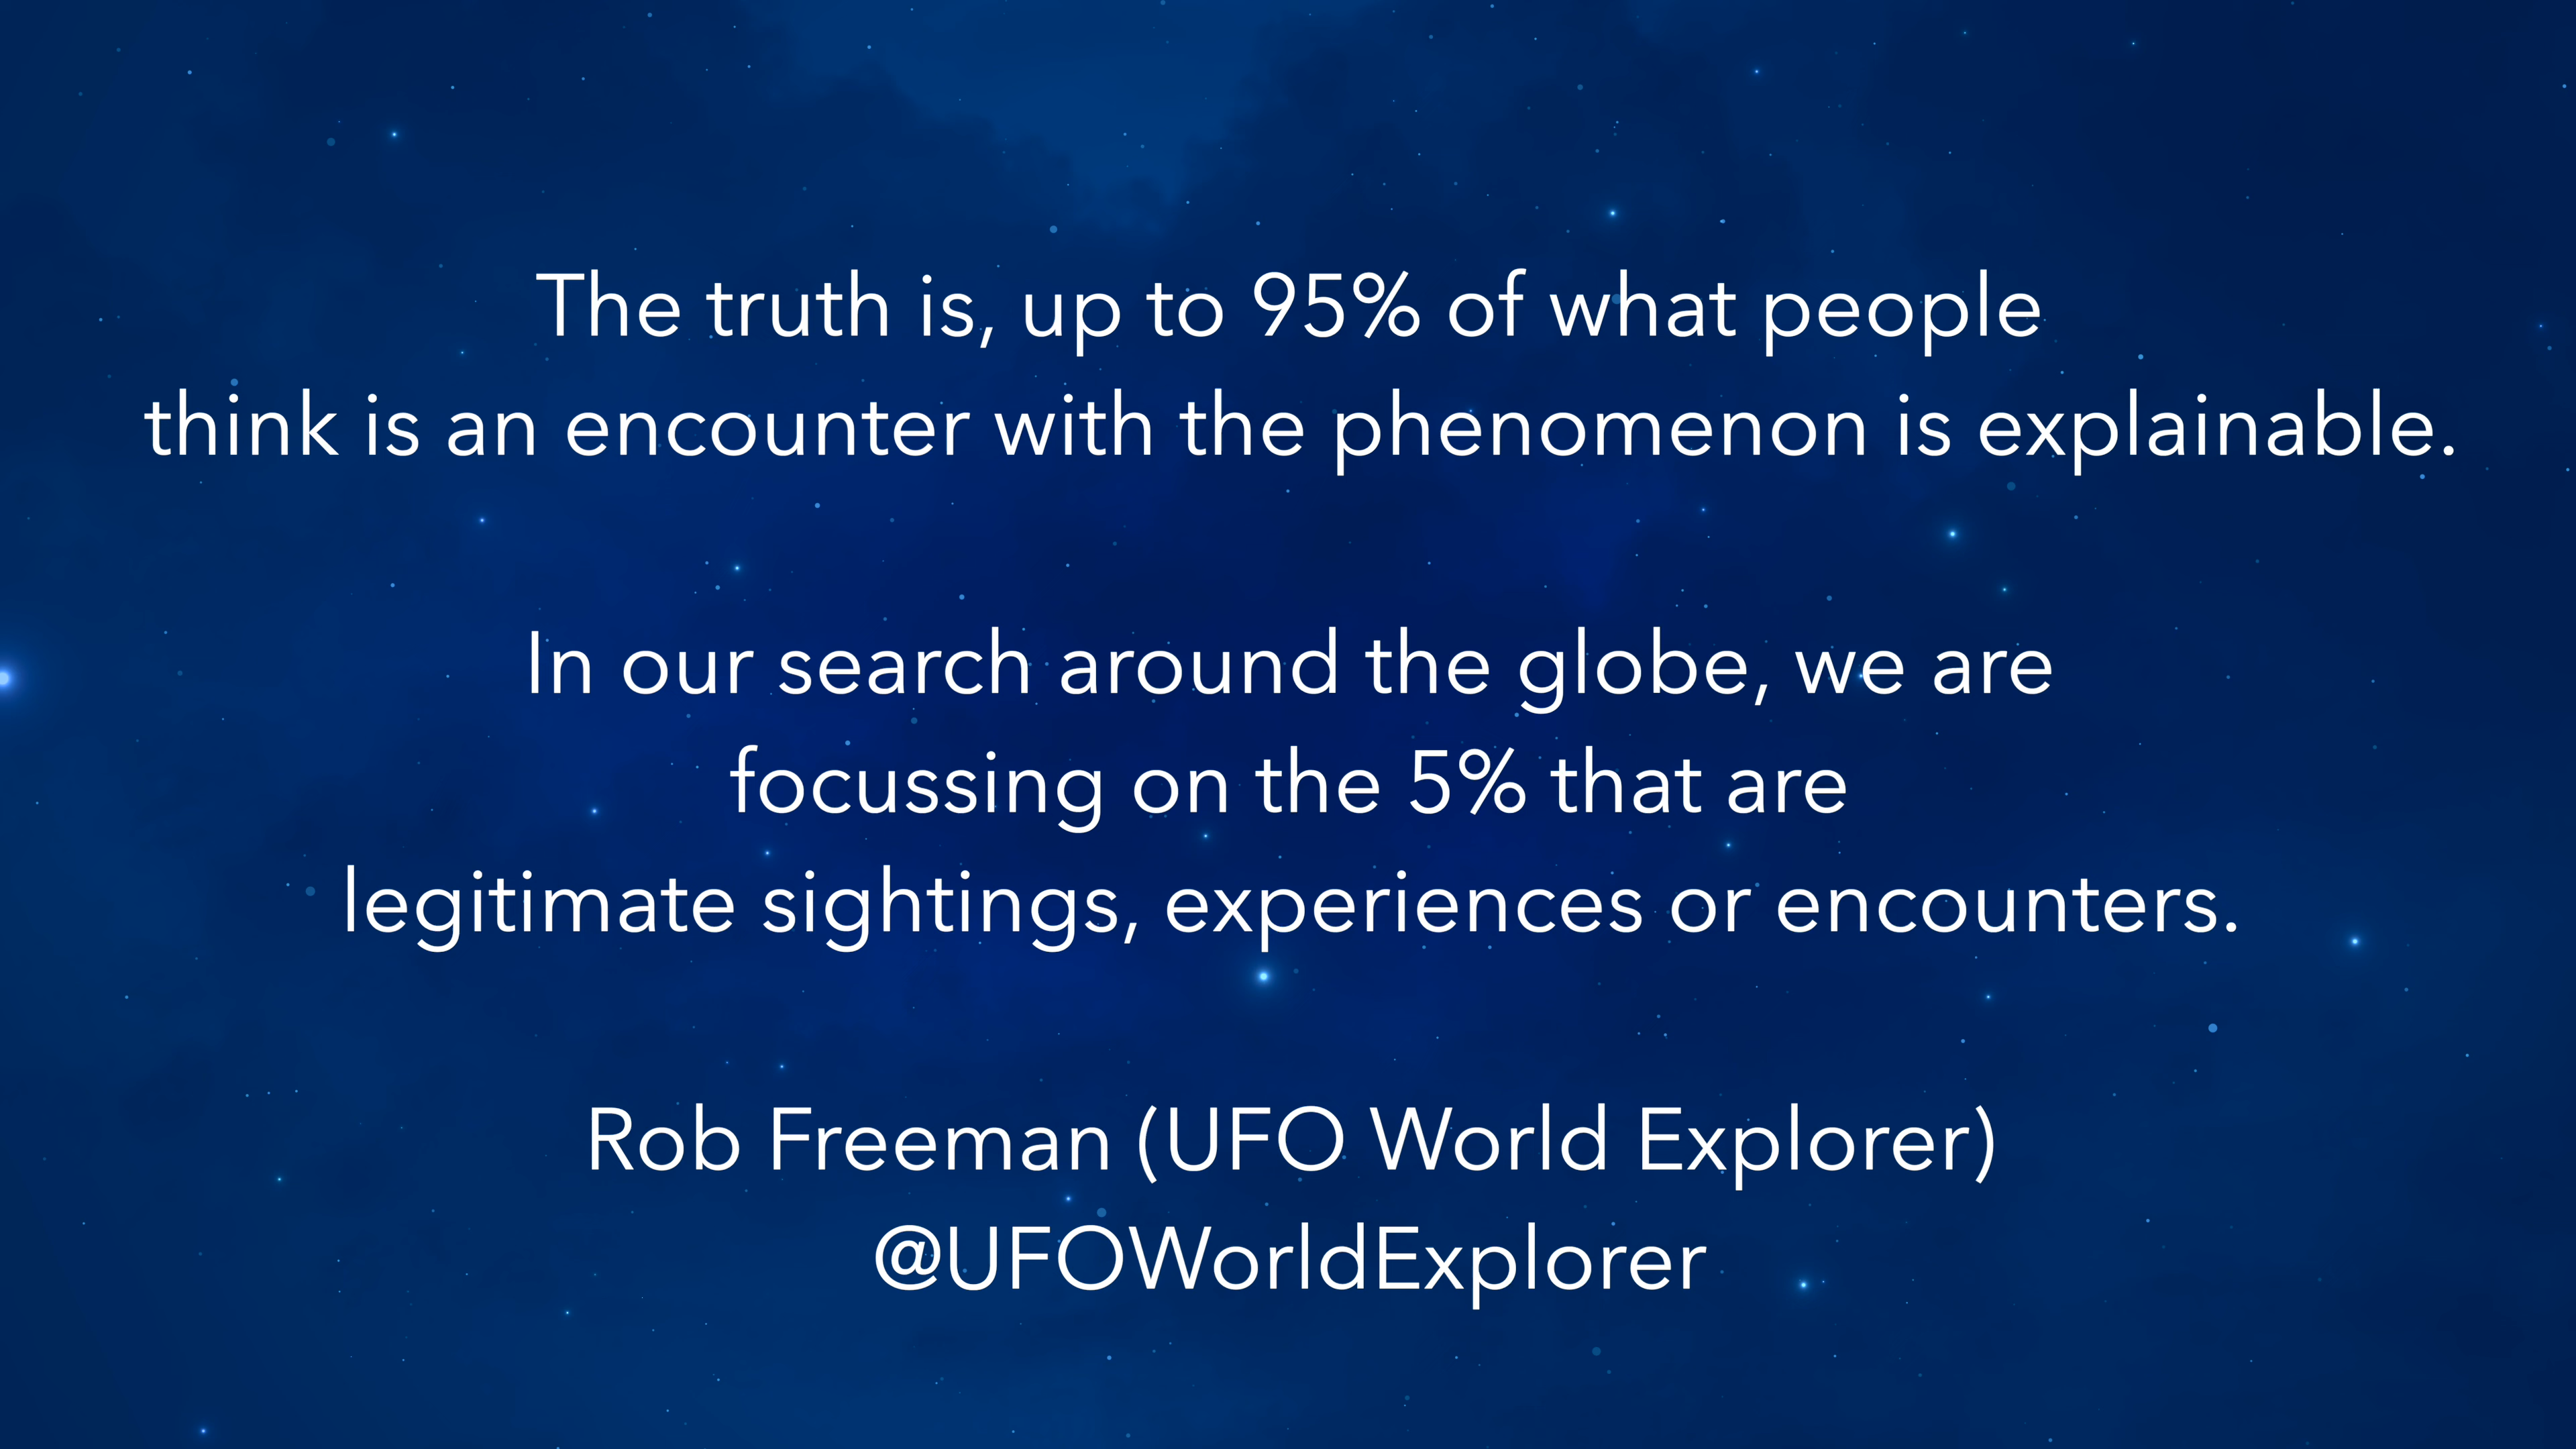 The truth is, up to 95% of what people
think is an encounter with the phenomenon is explainable.
In our search around the globe, we are
focussing on the 5% that are
legitimate sightings, experiences or encounters.
Rob Freeman (UFO World Explorer)
@UFOWorldExplorer